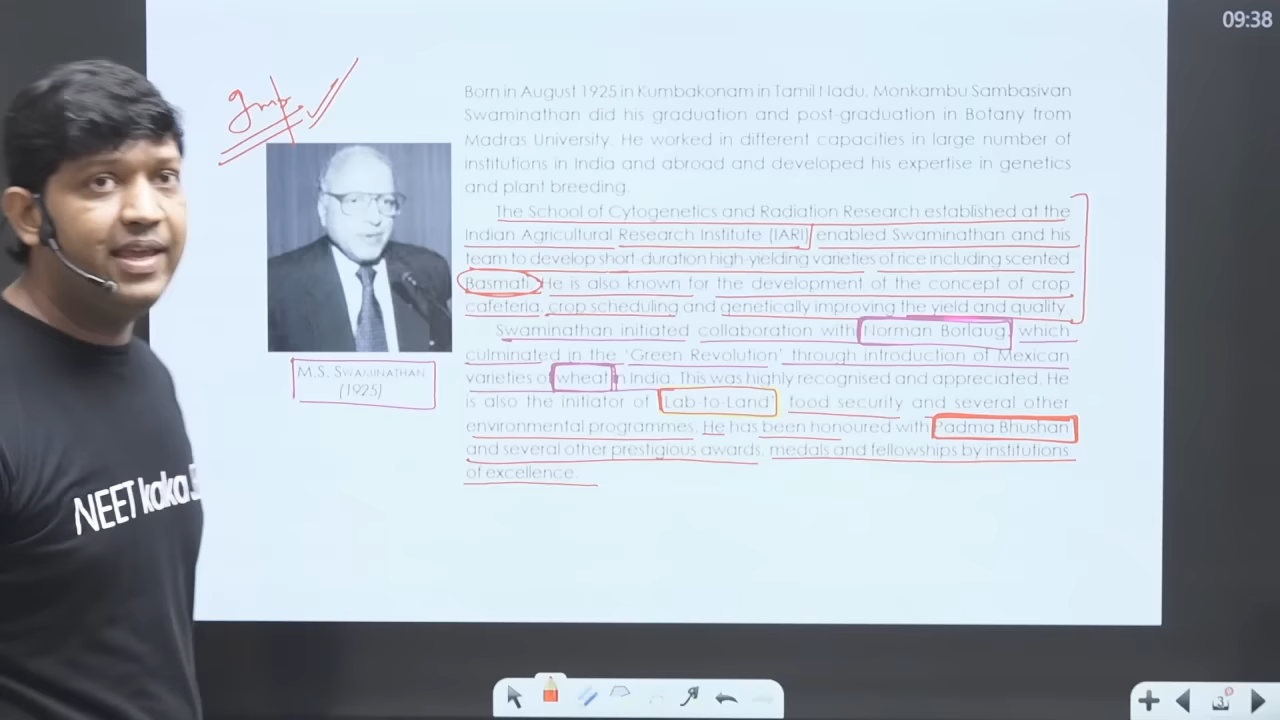 09:38
Imp
Born in August 1925 in Kumbakonam in Tamil Nadu, Monkambu Sambasivan
Swaminathan did his graduation and post-graduation in Botany from
Madras University. He worked in different capacities in large number of
institutions in India and abroad and developed his expertise in genetics
and plant breeding.
The School of Cytogenetics and Radiation Research established at the
Indian Agricultural Research Institute (IARI) enabled Swaminathan and his
team to develop short-duration high-yielding varieties of rice including scented
Basmati. He is also known for the development of the concept of crop
cafeteria, crop scheduling and genetically improving the yield and quality.
Swaminathan initiated collaboration with Norman Borlaug, which
culminated in the ‘Green Revolution’ through introduction of Mexican
varieties of wheat in India. This was highly recognised and appreciated. He
is also the initiator of ‘Lab-to-Land’, food security and several other
environmental programmes. He has been honoured with Padma Bhushan
and several other prestigious awards, medals and fellowships by institutions
of excellence.
M.S. SWAMINATHAN
(1925)
NEET kaka
3